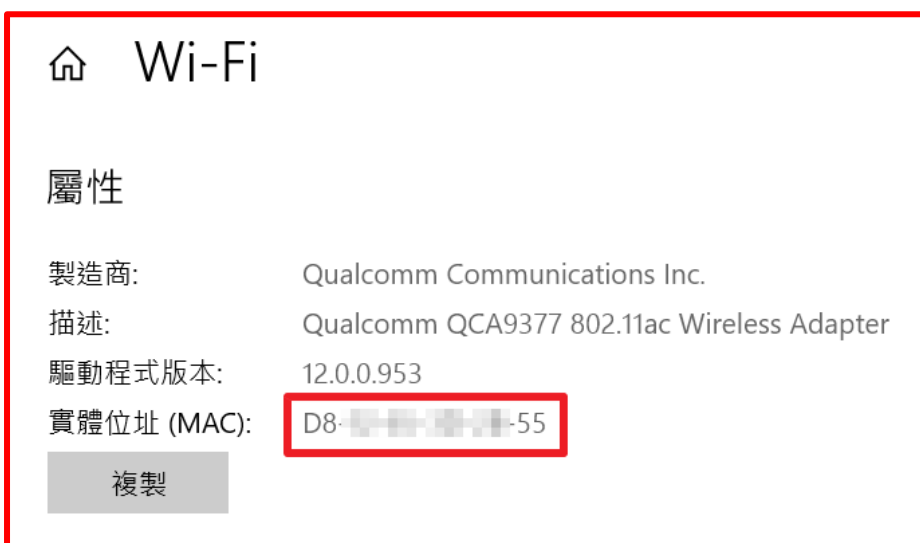 Wi-Fi
屬性
製造商: Qualcomm Communications Inc.
描述: Qualcomm QCA9377 802.11ac Wireless Adapter
驅動程式版本: 12.0.0.953
實體位址 (MAC): D8- -55
複製